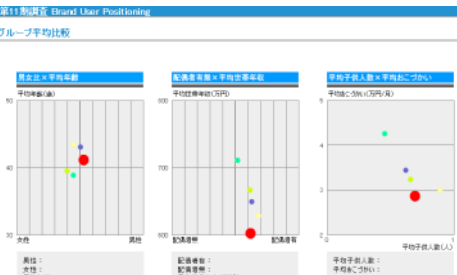 第11期調査 Brand User Positioning
グループ平均比較
男女比×平均年齢
配偶者有無×平均世帯年収
平均子供人数×平均おこづかい
平均年齢(歳)
平均世帯年収(万円)
平均おこづかい(万円/月)
50
800
5
4
40
700
3
30
600
2
女性
男性
配偶者無
配偶者有
0
1
平均子供人数(人)
男性：
女性：
配偶者有：
配偶者無：
平均子供人数：
平均おこづかい：